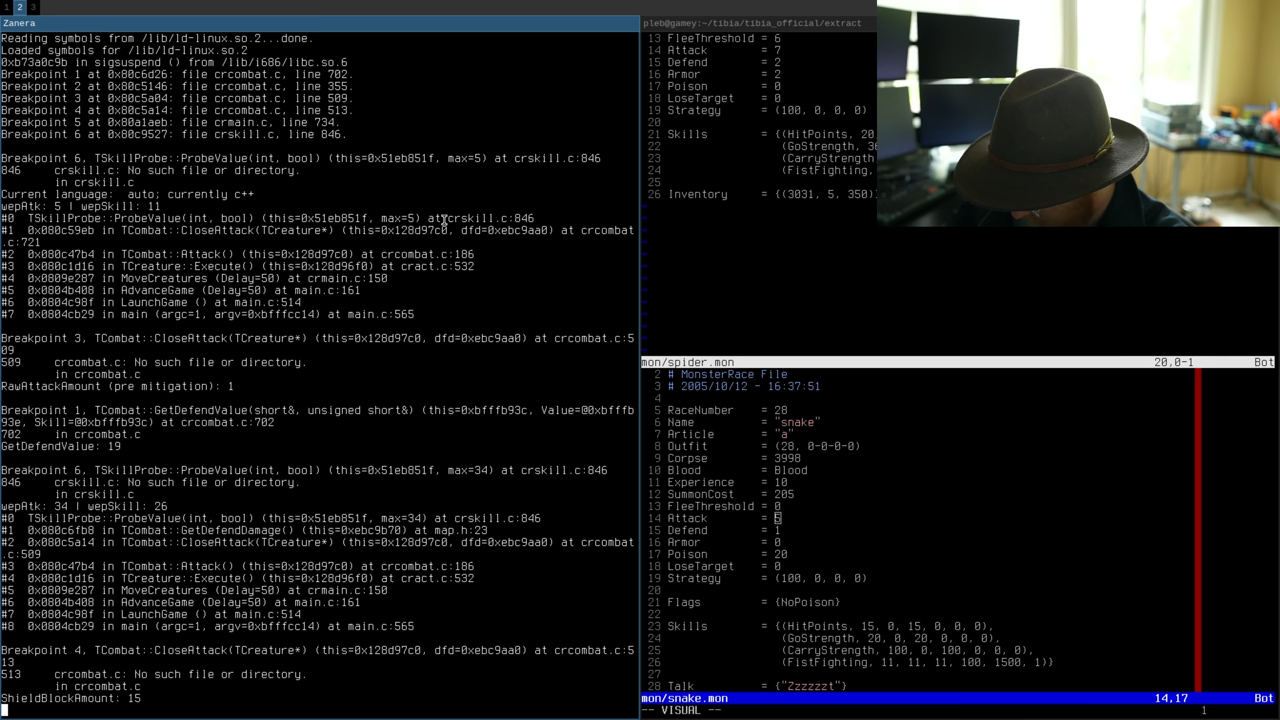 1 2 3
Zanera
Reading symbols from /lib/ld-linux.so.2...done.
Loaded symbols for /lib/ld-linux.so.2
0xb73a0c9b in sigsuspend () from /lib/i686/libc.so.6
Breakpoint 1 at 0x80c6d26: file crcombat.c, line 702.
Breakpoint 2 at 0x80c5146: file crcombat.c, line 355.
Breakpoint 3 at 0x80c5a04: file crcombat.c, line 509.
Breakpoint 4 at 0x80c5a14: file crcombat.c, line 513.
Breakpoint 5 at 0x80a1aeb: file crmain.c, line 734.
Breakpoint 6 at 0x80c9527: file crskill.c, line 846.
Breakpoint 6, TSkillProbe::ProbeValue(int, bool) (this=0x51eb851f, max=5) at crskill.c:846
846     crskill.c: No such file or directory.
in crskill.c
Current language:  auto; currently c++
wepAtk: 5 | wepSkill: 11
#0  TSkillProbe::ProbeValue(int, bool) (this=0x51eb851f, max=5) at crskill.c:846
#1  0x080c59eb in TCombat::CloseAttack(TCreature*) (this=0x128d97c0, dfd=0xebc9aa0) at crcombat
.c:721
#2  0x080c47b4 in TCombat::Attack() (this=0x128d97c0) at crcombat.c:186
#3  0x080c1d16 in TCreature::Execute() (this=0x128d96f0) at cract.c:532
#4  0x0809e287 in MoveCreatures (Delay=50) at crmain.c:150
#5  0x0804b408 in AdvanceGame (Delay=50) at main.c:161
#6  0x0804c98f in LaunchGame () at main.c:514
#7  0x0804cb29 in main (argc=1, argv=0xbfffcc14) at main.c:565
Breakpoint 3, TCombat::CloseAttack(TCreature*) (this=0x128d97c0, dfd=0xebc9aa0) at crcombat.c:5
09
509     crcombat.c: No such file or directory.
in crcombat.c
RawAttackAmount (pre mitigation): 1
Breakpoint 1, TCombat::GetDefendValue(short&, unsigned short&) (this=0xbfffb93c, Value=@0xbfffb
93e, Skill=@0xbfffb93c) at crcombat.c:702
702     in crcombat.c
GetDefendValue: 19
Breakpoint 6, TSkillProbe::ProbeValue(int, bool) (this=0x51eb851f, max=34) at crskill.c:846
846     crskill.c: No such file or directory.
in crskill.c
wepAtk: 34 | wepSkill: 26
#0  TSkillProbe::ProbeValue(int, bool) (this=0x51eb851f, max=34) at crskill.c:846
#1  0x080c6fb8 in TCombat::GetDefendDamage() (this=0xebc9b70) at map.h:23
#2  0x080c5a14 in TCombat::CloseAttack(TCreature*) (this=0x128d97c0, dfd=0xebc9aa0) at crcombat
.c:509
#3  0x080c47b4 in TCombat::Attack() (this=0x128d97c0) at crcombat.c:186
#4  0x080c1d16 in TCreature::Execute() (this=0x128d96f0) at cract.c:532
#5  0x0809e287 in MoveCreatures (Delay=50) at crmain.c:150
#6  0x0804b408 in AdvanceGame (Delay=50) at main.c:161
#7  0x0804c98f in LaunchGame () at main.c:514
#8  0x0804cb29 in main (argc=1, argv=0xbfffcc14) at main.c:565
Breakpoint 4, TCombat::CloseAttack(TCreature*) (this=0x128d97c0, dfd=0xebc9aa0) at crcombat.c:5
13
513     crcombat.c: No such file or directory.
in crcombat.c
ShieldBlockAmount: 15
pleb@gamey:~/tibia/tibia_official/extract
13 FleeThreshold = 6
14 Attack        = 7
15 Defend        = 2
16 Armor         = 2
17 Poison        = 0
18 LoseTarget    = 0
19 Strategy      = (100, 0, 0, 0)
20
21 Skills        = {(HitPoints, 20,
22                  (GoStrength, 36
23                  (CarryStrength
24                  (FistFighting,
25
26 Inventory     = {(3031, 5, 350)
mon/spider.mon 20,0-1 Bot
2 # MonsterRace File
3 # 2005/10/12 - 16:37:51
4
5 RaceNumber    = 28
6 Name          = "snake"
7 Article       = "a"
8 Outfit        = (28, 0-0-0-0)
9 Corpse        = 3998
10 Blood         = Blood
11 Experience    = 10
12 SummonCost    = 205
13 FleeThreshold = 0
14 Attack        = 5
15 Defend        = 1
16 Armor         = 0
17 Poison        = 20
18 LoseTarget    = 0
19 Strategy      = (100, 0, 0, 0)
20
21 Flags         = {NoPoison}
22
23 Skills        = {(HitPoints, 15, 0, 15, 0, 0, 0),
24                  (GoStrength, 20, 0, 20, 0, 0, 0),
25                  (CarryStrength, 100, 0, 100, 0, 0, 0),
26                  (FistFighting, 11, 11, 11, 100, 1500, 1)}
27
28 Talk          = {"Zzzzzzt"}
mon/snake.mon 14,17 Bot
-- VISUAL -- 1